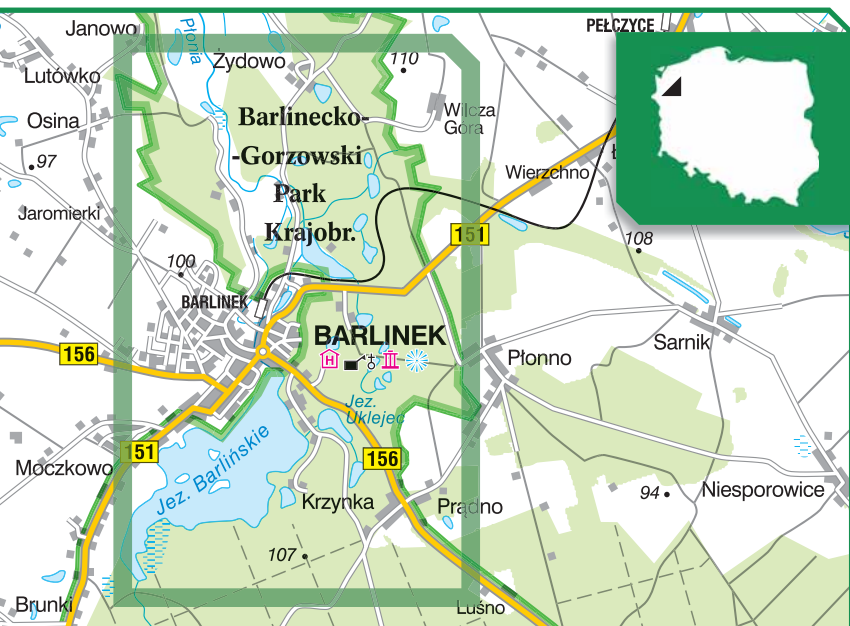 Janowo
Płonia
PEŁCZYCE
Żydowo
110
Lutówko
Wilcza
Góra
Barlinecko-
-Gorzowski
Park
Krajobr.
Osina
97
Wierzchno
Jaromierki
151
108
100
BARLINEK
BARLINEK
H
156
Sarnik
Płonno
Jez.
Uklejec
Jez. Barlińskie
151
156
Moczkowo
Krzynka
Prądno
94
Niesporowice
107
Brunki
Luśno